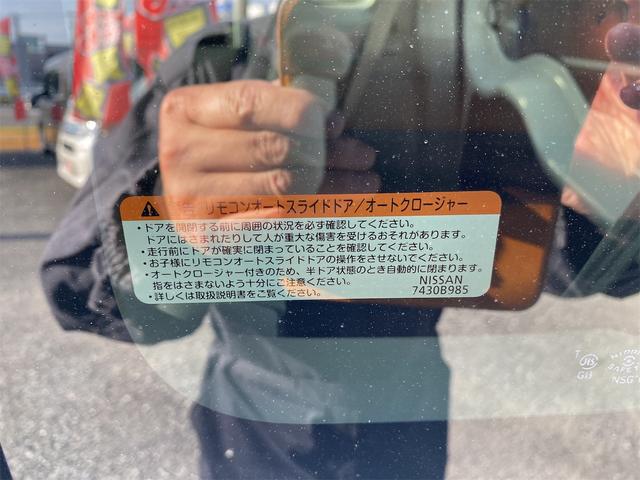 警告 リモコンオートスライドドア／オートクロージャー
・ドアを開閉する前に周囲の状況を必ず確認してください。
ドアにはさまれたりして人が重大な傷害を受けるおそれがあります。
・走行前にドアが確実に閉まっていることを確認してください。
・お子様にリモコンオートスライドドアの操作をさせないでください。
・オートクロージャー付きのため、半ドア状態のとき自動的に閉まります。
指をはさまないよう十分にご注意ください。
・詳しくは取扱説明書をご覧ください。
NISSAN
7430B985
JIS